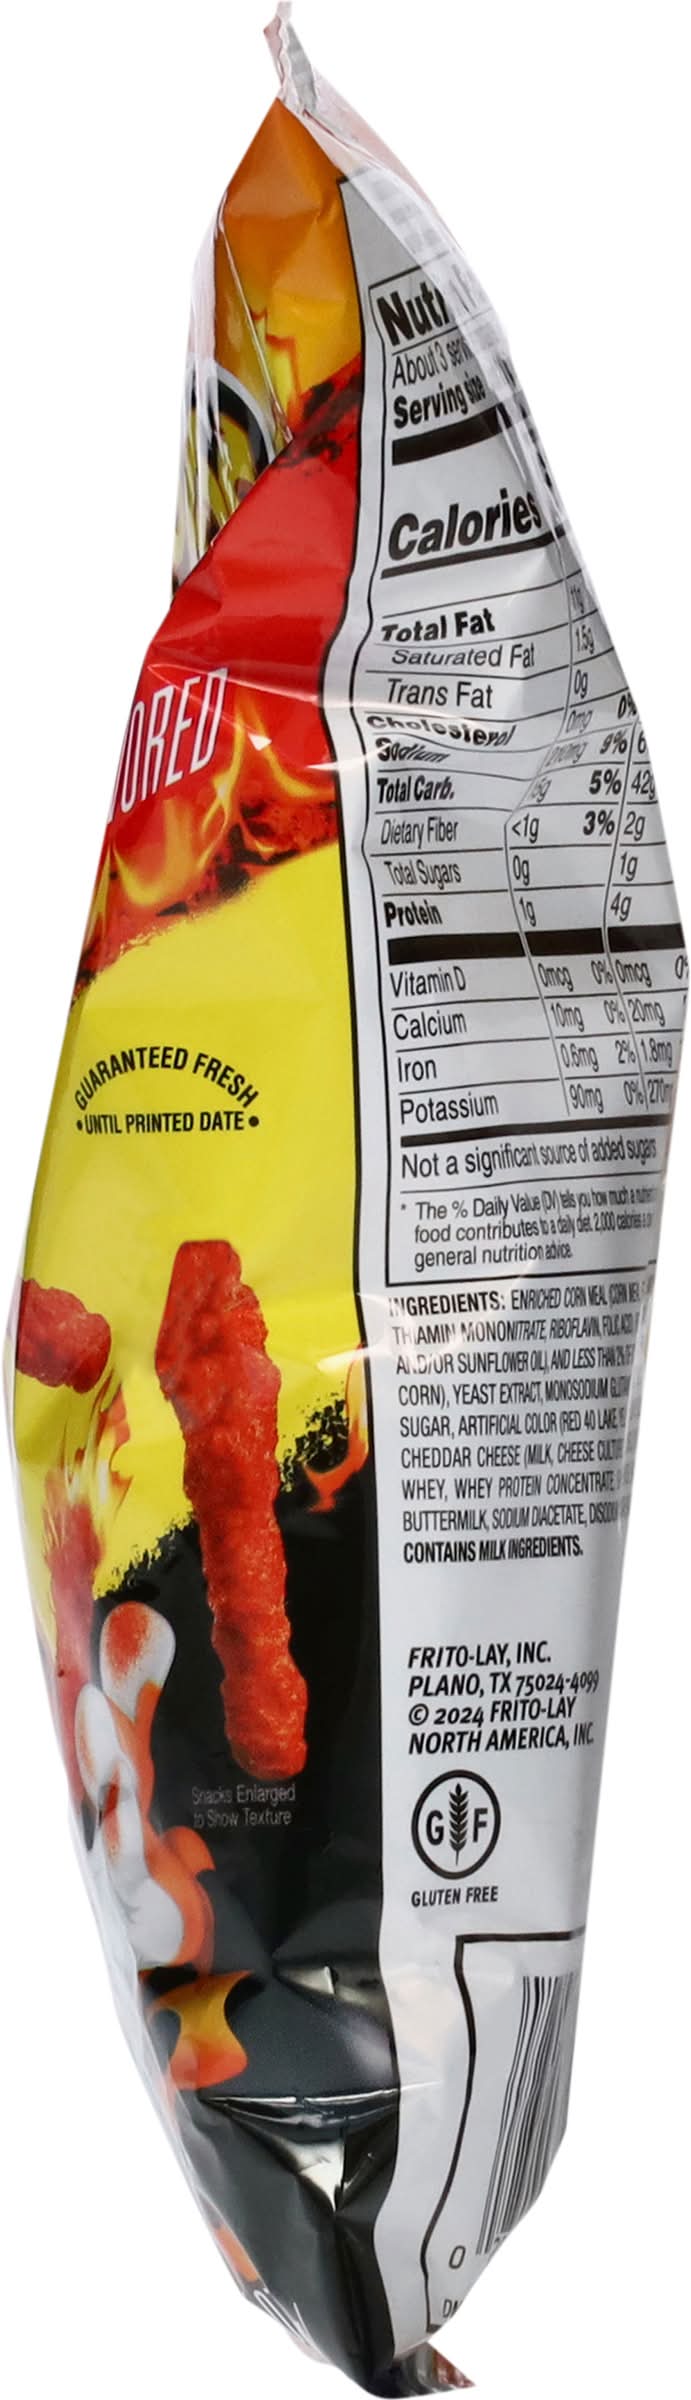 ORED
GUARANTEED FRESH
• UNTIL PRINTED DATE •
Snacks Enlarged
to Show Texture
About 3
Serving size
Calories
Total Fat 11g
Saturated Fat 1.5g
Trans Fat 0g
Cholesterol 0mg 0%
Sodium 210mg 9% 6
Total Carb. 5% 42g
Dietary Fiber <1g 3% 2g
Total Sugars 0g 1g
Protein 1g 4g
Vitamin D 0mcg 0% 0mcg
Calcium 10mg 0% 20mg
Iron 0.6mg 2% 1.8mg
Potassium 90mg 0%
Not a significant source of added sugars
* The % Daily Value (DV) tells you how much a
food contributes to a daily diet. 2,000 calories a
general nutrition advice.
INGREDIENTS: ENRICHED CORN MEAL (CORN
THIAMIN MONONITRATE, RIBOFLAVIN, FOLIC ACID),
AND/OR SUNFLOWER OIL), AND LESS THAN 2% OF
CORN), YEAST EXTRACT, MONOSODIUM
SUGAR, ARTIFICIAL COLOR (RED 40 LAKE,
CHEDDAR CHEESE (MILK, CHEESE
WHEY, WHEY PROTEIN CONCENTRATE,
BUTTERMILK, SODIUM DIACETATE,
CONTAINS MILK INGREDIENTS.
FRITO-LAY, INC.
PLANO, TX 75024-4099
© 2024 FRITO-LAY
NORTH AMERICA, INC.
G F
GLUTEN FREE
0